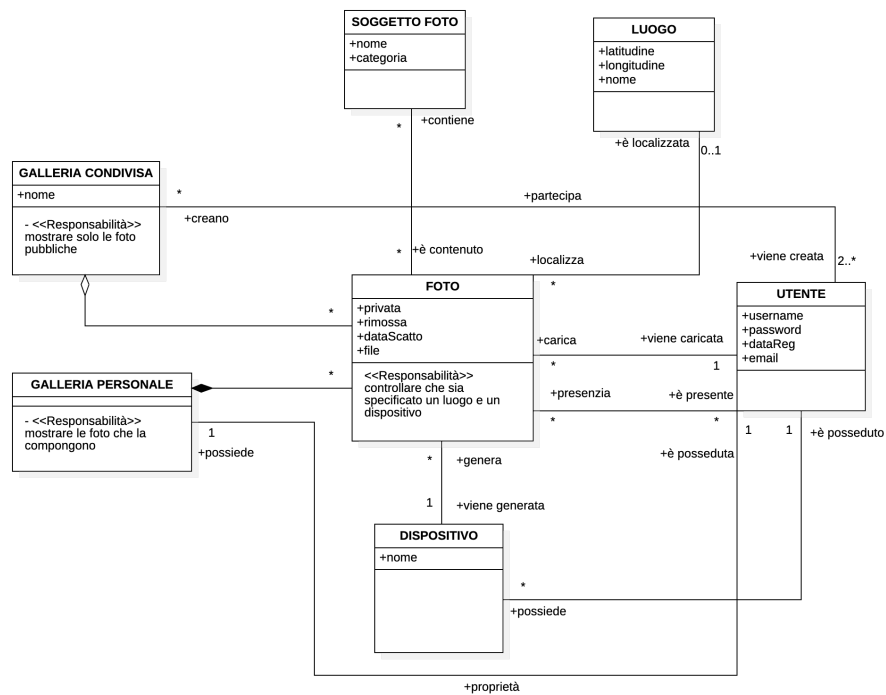 SOGGETTO FOTO
+nome
+categoria
LUOGO
+latitudine
+longitudine
+nome
*
+contiene
+è localizzata
0..1
GALLERIA CONDIVISA
+nome
- <<Responsabilità>>
mostrare solo le foto
pubbliche
*
+creano
+partecipa
*
+è contenuto
+localizza
*
+viene creata
2..*
FOTO
+privata
+rimossa
+dataScatto
+file
<<Responsabilità>>
controllare che sia
specificato un luogo e un
dispositivo
*
UTENTE
+username
+password
+dataReg
+email
+carica
*
+viene caricata
1
GALLERIA PERSONALE
- <<Responsabilità>>
mostrare le foto che la
compongono
*
1
+possiede
+presenzia
*
+è presente
*
1
+è posseduta
1
+è posseduto
*
+genera
1
+viene generata
DISPOSITIVO
+nome
*
+possiede
+proprietà